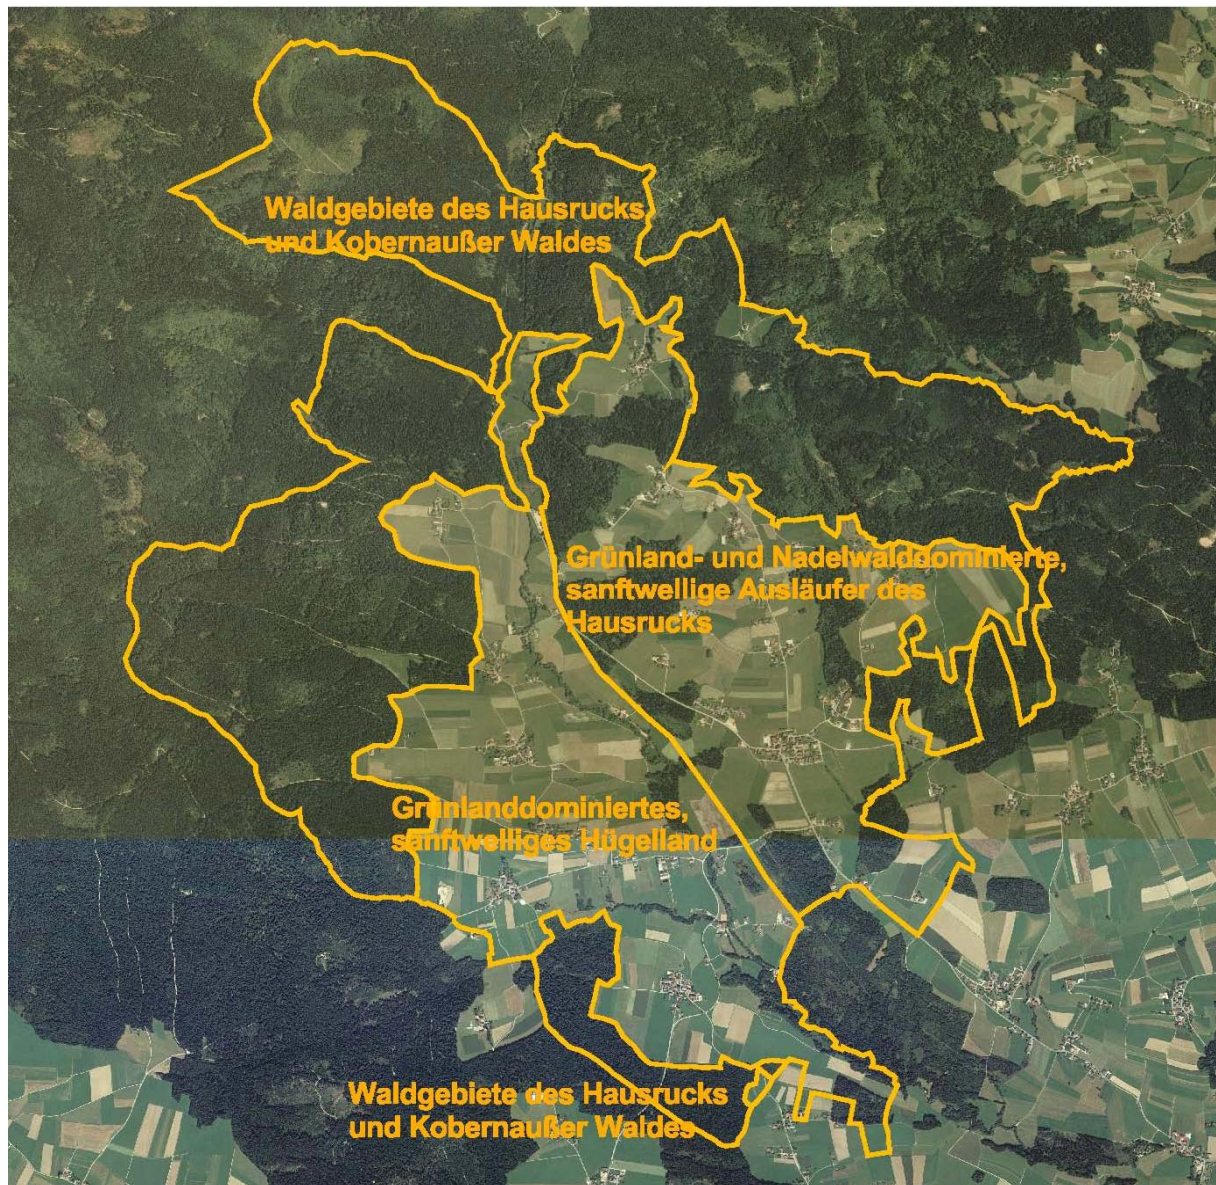 Waldgebiete des Hausrucks
und Kobernaußer Waldes
Grünland- und Nadelwalddominierte,
sanftwellige Ausläufer des
Hausrucks
Grünlanddominiertes,
sanftwelliges Hügelland
Waldgebiete des Hausrucks
und Kobernaußer Waldes